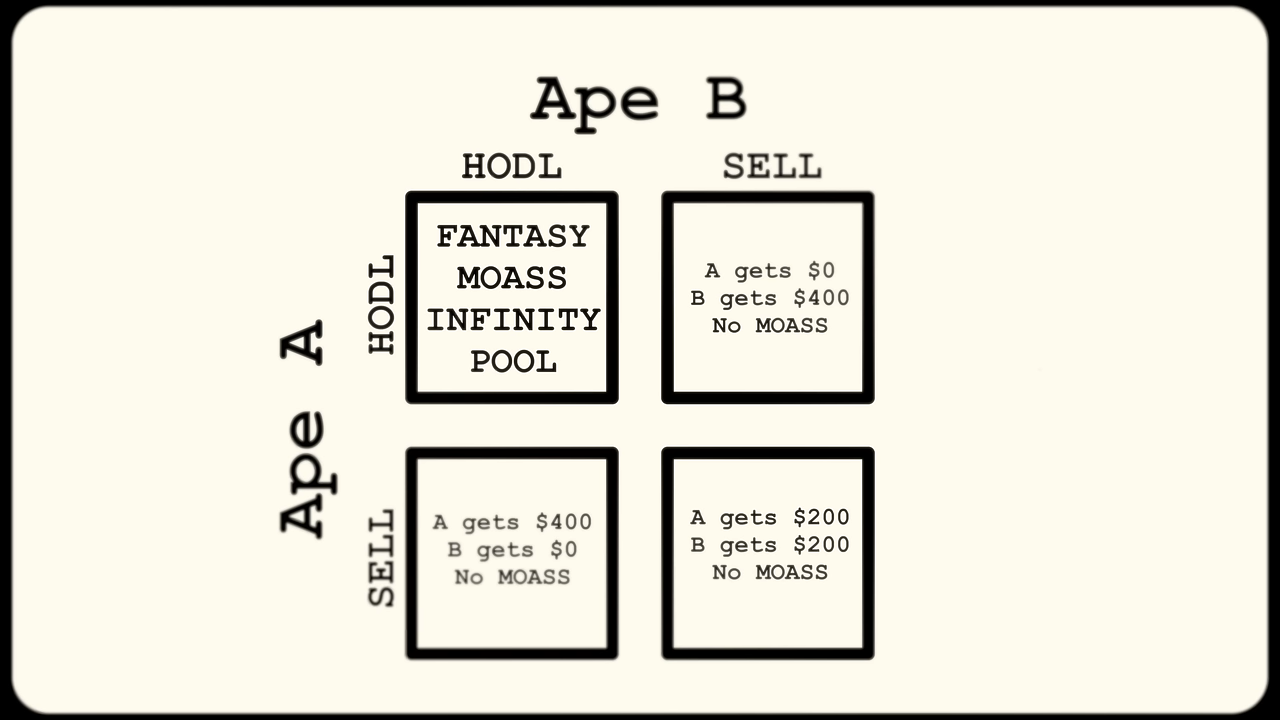 Ape B
HODL
SELL
Ape A
HODL
FANTASY
MOASS
INFINITY
POOL
A gets $0
B gets $400
No MOASS
SELL
A gets $400
B gets $0
No MOASS
A gets $200
B gets $200
No MOASS